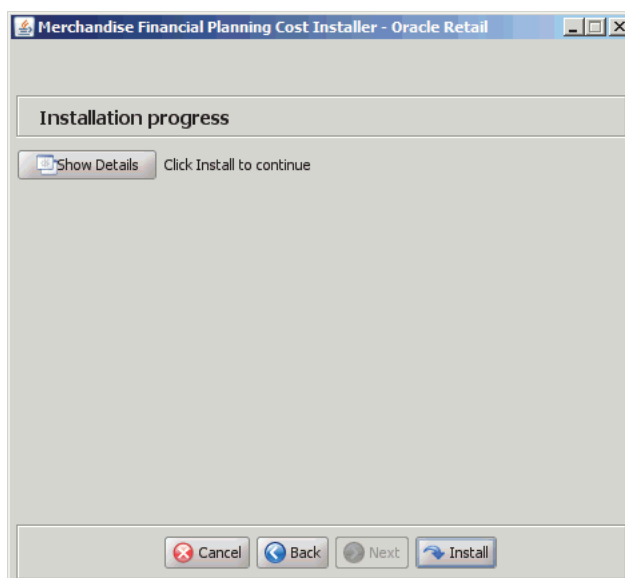 Merchandise Financial Planning Cost Installer - Oracle Retail
Installation progress
Show Details Click Install to continue
Cancel Back Next Install